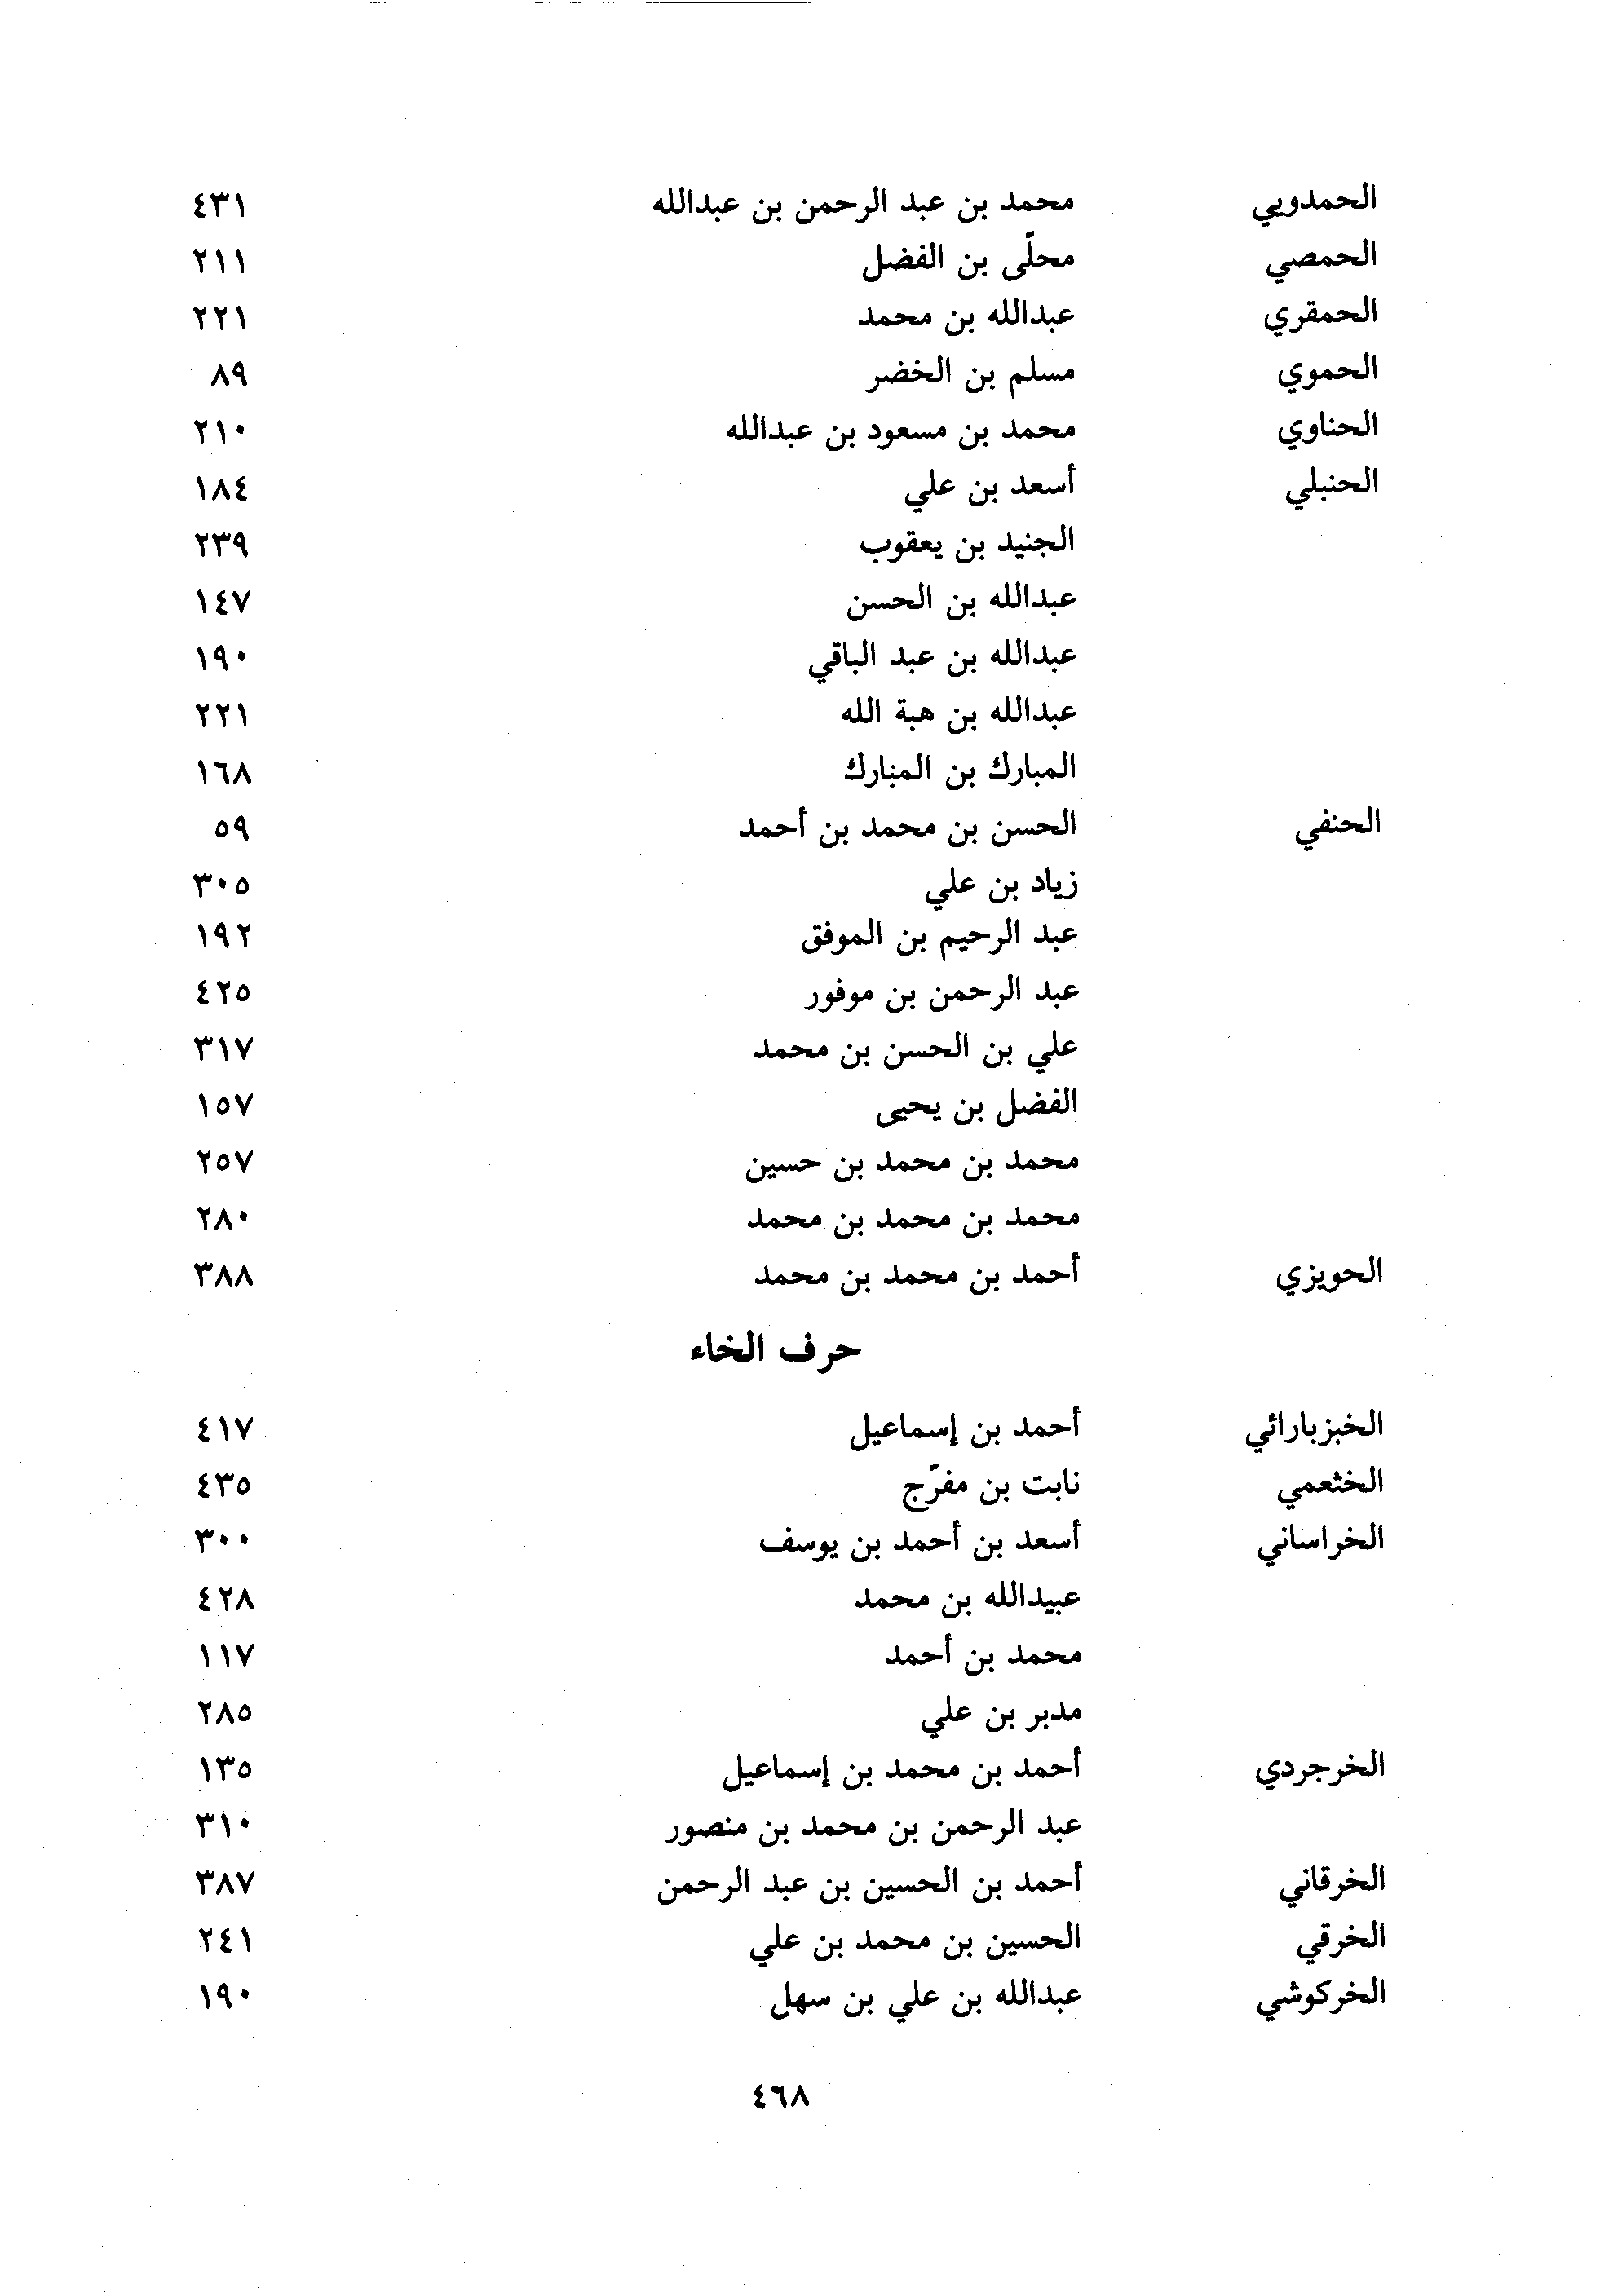 الحمدويي محمد بن عبد الرحمن بن عبدالله ٤٣١
الحمصي محلّى بن الفضل ٢١١
الحمقري عبدالله بن محمد ٢٢١
الحموي مسلم بن الخضر ٨٩
الحناوي محمد بن مسعود بن عبدالله ٢١٠
الحنبلي أسعد بن علي ١٨٤
الجنيد بن يعقوب ٢٣٩
عبدالله بن الحسن ١٤٧
عبدالله بن عبد الباقي ١٩٠
عبدالله بن هبة الله ٢٢١
المبارك بن المبارك ١٦٨
الحنفي الحسن بن محمد بن أحمد ٥٩
زياد بن علي ٣٠٥
عبد الرحيم بن الموفق ١٩٢
عبد الرحمن بن موفور ٤٢٥
علي بن الحسن بن محمد ٣١٧
الفضل بن يحيى ١٥٧
محمد بن محمد بن حسين ٢٥٧
محمد بن محمد بن محمد ٢٨٠
الحويزي أحمد بن محمد بن محمد ٣٨٨
حرف الخاء
الخبزبارائي أحمد بن إسماعيل ٤١٧
الخثعمي نابت بن مفرّج ٤٣٥
الخراساني أسعد بن أحمد بن يوسف ٣٠٠
عبيدالله بن محمد ٤٢٨
محمد بن أحمد ١١٧
مدبر بن علي ٢٨٥
الخرجردي أحمد بن محمد بن إسماعيل ١٣٥
عبد الرحمن بن محمد بن منصور ٣١٠
الخرقاني أحمد بن الحسين بن عبد الرحمن ٣٨٧
الخرقي الحسين بن محمد بن علي ٢٤١
الخركوشي عبدالله بن علي بن سهل ١٩٠
٤٦٨